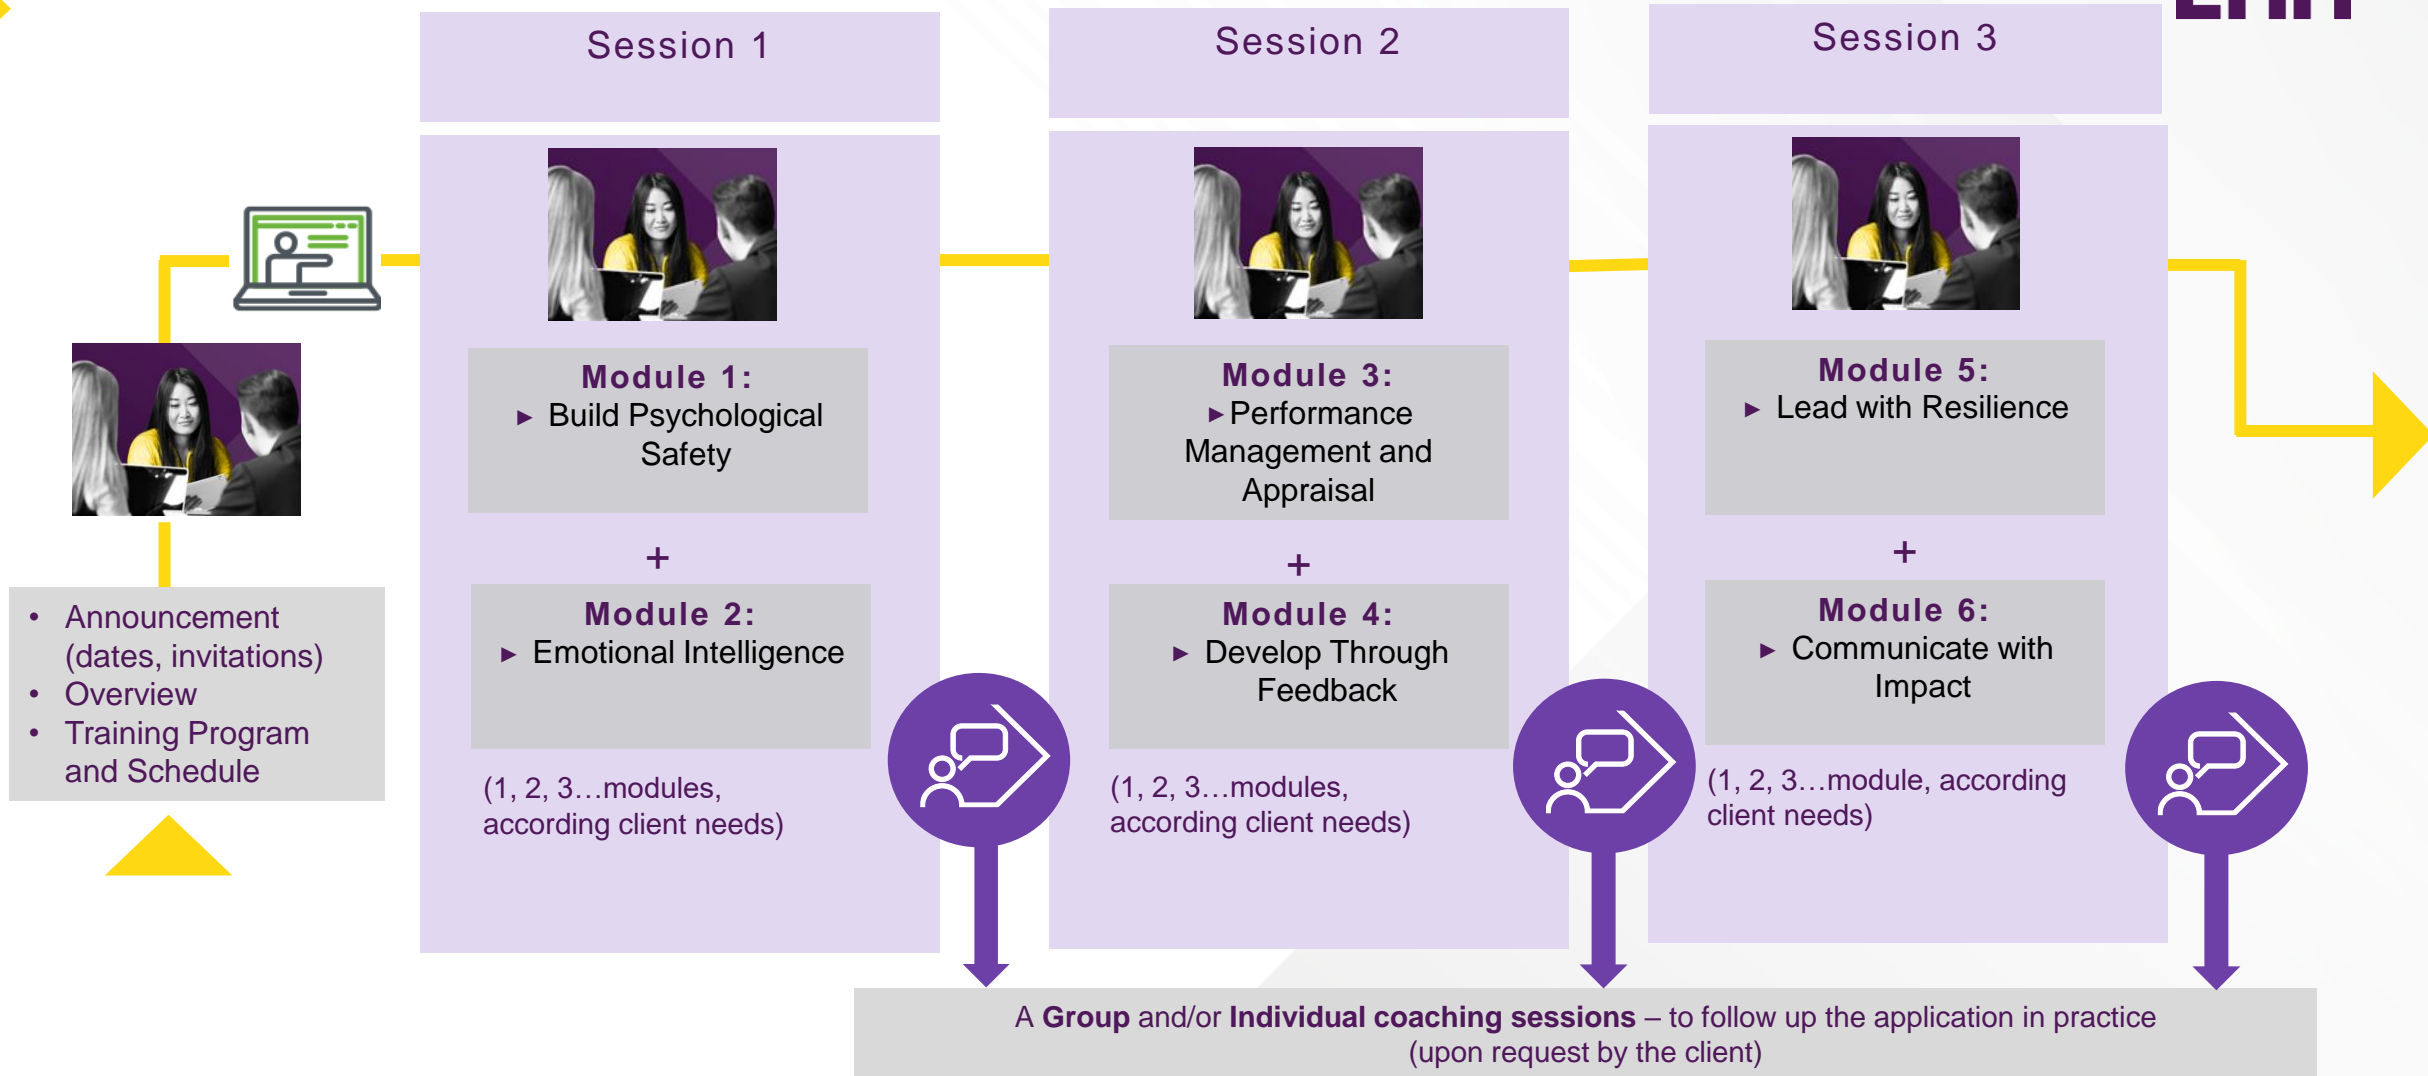 Session 1
Session 2
Session 3
Module 1:
► Build Psychological
Safety
+
Module 2:
► Emotional Intelligence
(1, 2, 3…modules,
according client needs)
Module 3:
►Performance
Management and
Appraisal
+
Module 4:
► Develop Through
Feedback
(1, 2, 3…modules,
according client needs)
Module 5:
► Lead with Resilience
+
Module 6:
► Communicate with
Impact
(1, 2, 3…module, according
client needs)
• Announcement
(dates, invitations)
• Overview
• Training Program
and Schedule
A Group and/or Individual coaching sessions – to follow up the application in practice
(upon request by the client)